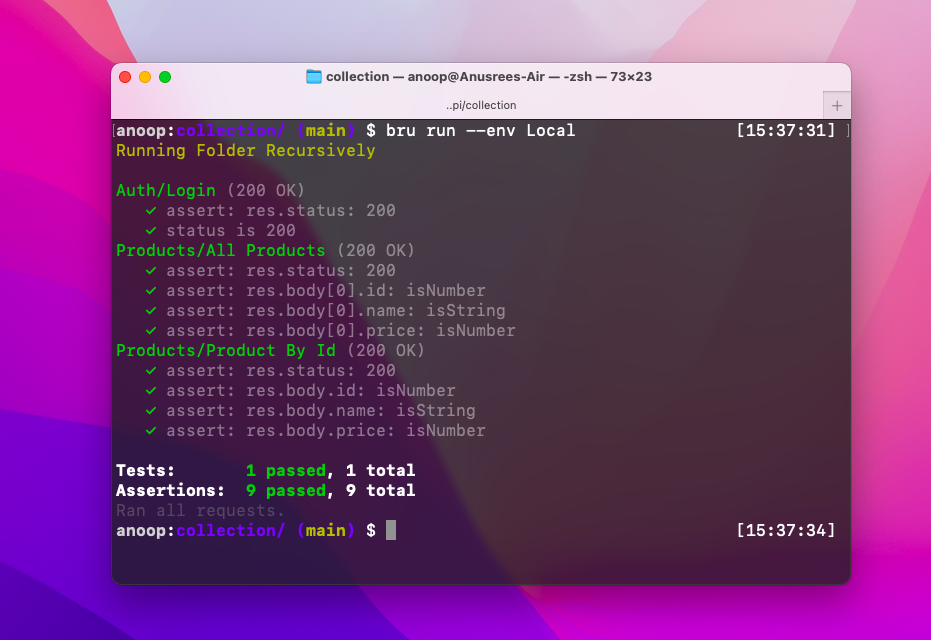 collection — anoop@Anusrees-Air — -zsh — 73×23
..pi/collection
+
[anoop:collection/ (main) $ bru run --env Local [15:37:31] ]
Running Folder Recursively
Auth/Login (200 OK)
✓ assert: res.status: 200
✓ status is 200
Products/All Products (200 OK)
✓ assert: res.status: 200
✓ assert: res.body[0].id: isNumber
✓ assert: res.body[0].name: isString
✓ assert: res.body[0].price: isNumber
Products/Product By Id (200 OK)
✓ assert: res.status: 200
✓ assert: res.body.id: isNumber
✓ assert: res.body.name: isString
✓ assert: res.body.price: isNumber
Tests: 1 passed, 1 total
Assertions: 9 passed, 9 total
Ran all requests.
anoop:collection/ (main) $ [15:37:34]